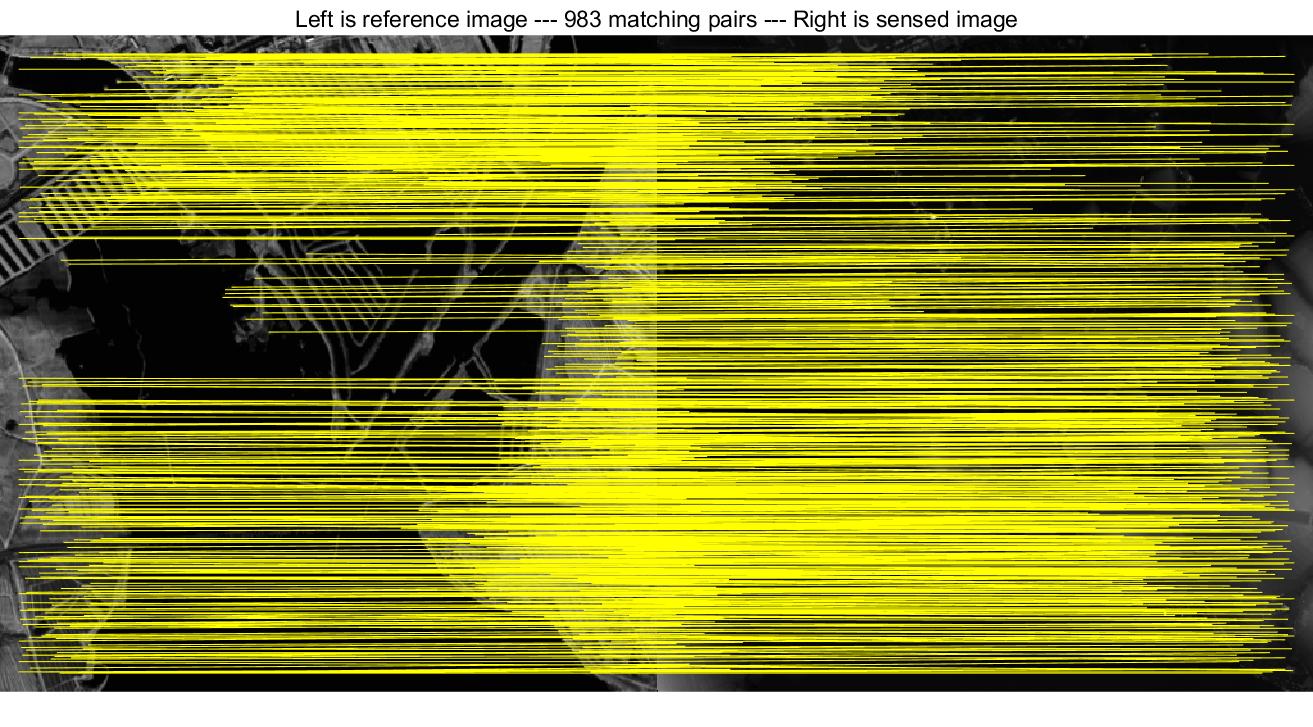 Left is reference image --- 983 matching pairs --- Right is sensed image